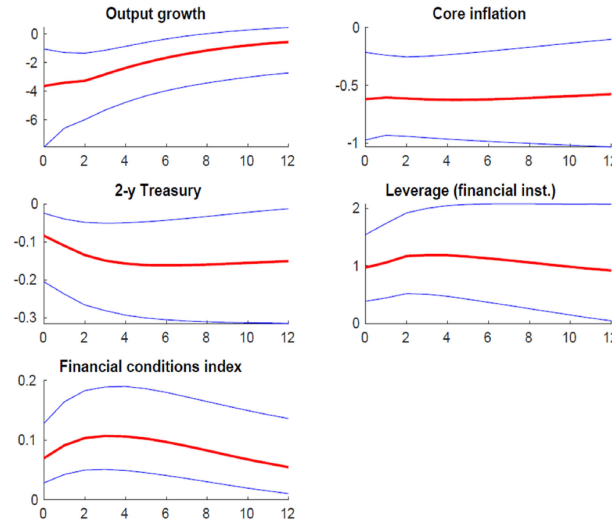 Output growth
0
-2
-4
-6
0 2 4 6 8 10 12
Core inflation
0
-0.5
-1
0 2 4 6 8 10 12
2-y Treasury
0
-0.1
-0.2
-0.3
0 2 4 6 8 10 12
Leverage (financial inst.)
2
1
0
0 2 4 6 8 10 12
Financial conditions index
0.2
0.1
0
0 2 4 6 8 10 12